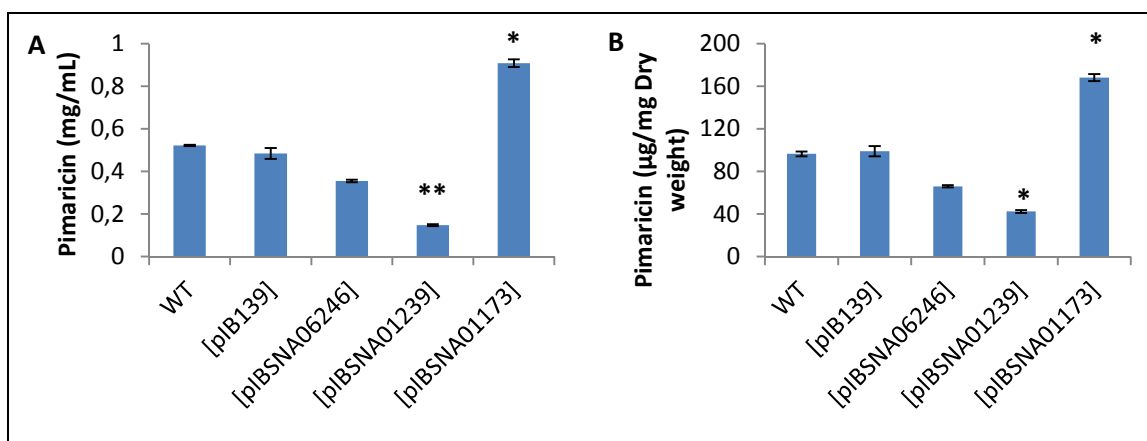 A
Pimaricin (mg/mL)
1
0,8
0,6
0,4
0,2
0
*
**
WT
[pIB139]
[pIBSNA06246]
[pIBSNA01239]
[pIBSNA01173]
B
Pimaricin (µg/mg Dry
weight)
200
160
120
80
40
0
*
*
WT
[pIB139]
[pIBSNA06246]
[pIBSNA01239]
[pIBSNA01173]